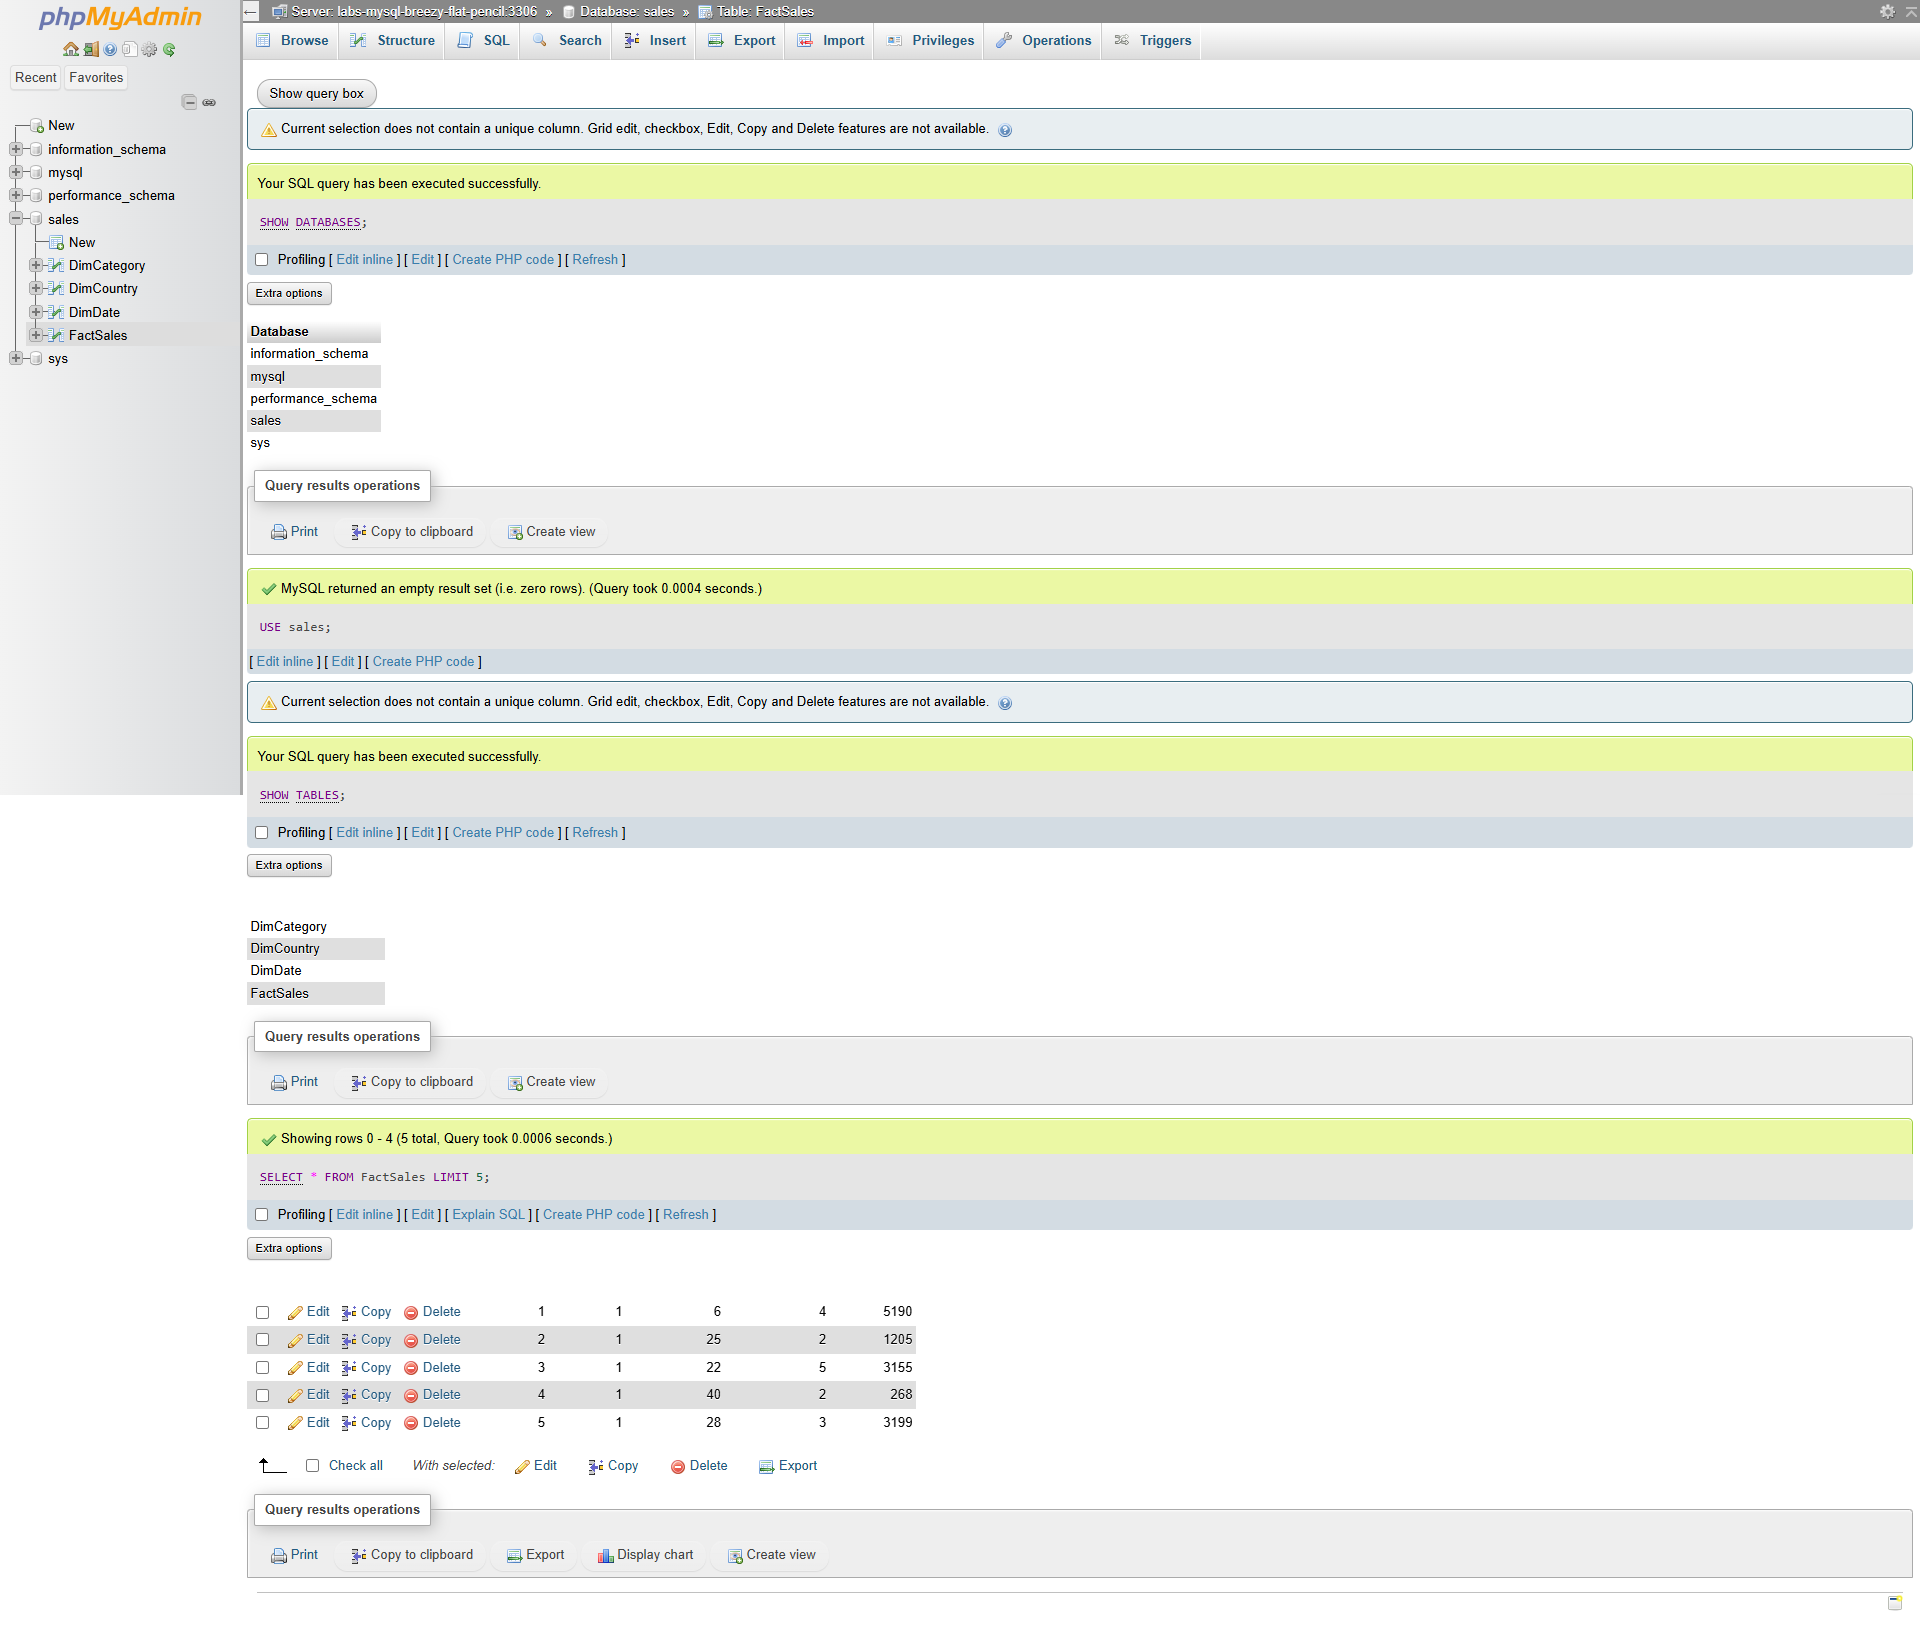 phpMyAdmin
Recent Favorites
New
information_schema
mysql
performance_schema
sales
New
DimCategory
DimCountry
DimDate
FactSales
sys
Server: labs-mysql-breezy-flat-pencil:3306 » Database: sales » Table: FactSales
Browse Structure SQL Search Insert Export Import Privileges Operations Triggers
Show query box
Current selection does not contain a unique column. Grid edit, checkbox, Edit, Copy and Delete features are not available.
Your SQL query has been executed successfully.
SHOW DATABASES;
Profiling [ Edit inline ] [ Edit ] [ Create PHP code ] [ Refresh ]
Extra options
Database
information_schema
mysql
performance_schema
sales
sys
Query results operations
Print Copy to clipboard Create view
MySQL returned an empty result set (i.e. zero rows). (Query took 0.0004 seconds.)
USE sales;
[ Edit inline ] [ Edit ] [ Create PHP code ]
Current selection does not contain a unique column. Grid edit, checkbox, Edit, Copy and Delete features are not available.
Your SQL query has been executed successfully.
SHOW TABLES;
Profiling [ Edit inline ] [ Edit ] [ Create PHP code ] [ Refresh ]
Extra options
DimCategory
DimCountry
DimDate
FactSales
Query results operations
Print Copy to clipboard Create view
Showing rows 0 - 4 (5 total, Query took 0.0006 seconds.)
SELECT * FROM FactSales LIMIT 5;
Profiling [ Edit inline ] [ Edit ] [ Explain SQL ] [ Create PHP code ] [ Refresh ]
Extra options
Edit Copy Delete 1 1 6 4 5190
Edit Copy Delete 2 1 25 2 1205
Edit Copy Delete 3 1 22 5 3155
Edit Copy Delete 4 1 40 2 268
Edit Copy Delete 5 1 28 3 3199
Check all With selected: Edit Copy Delete Export
Query results operations
Print Copy to clipboard Export Display chart Create view